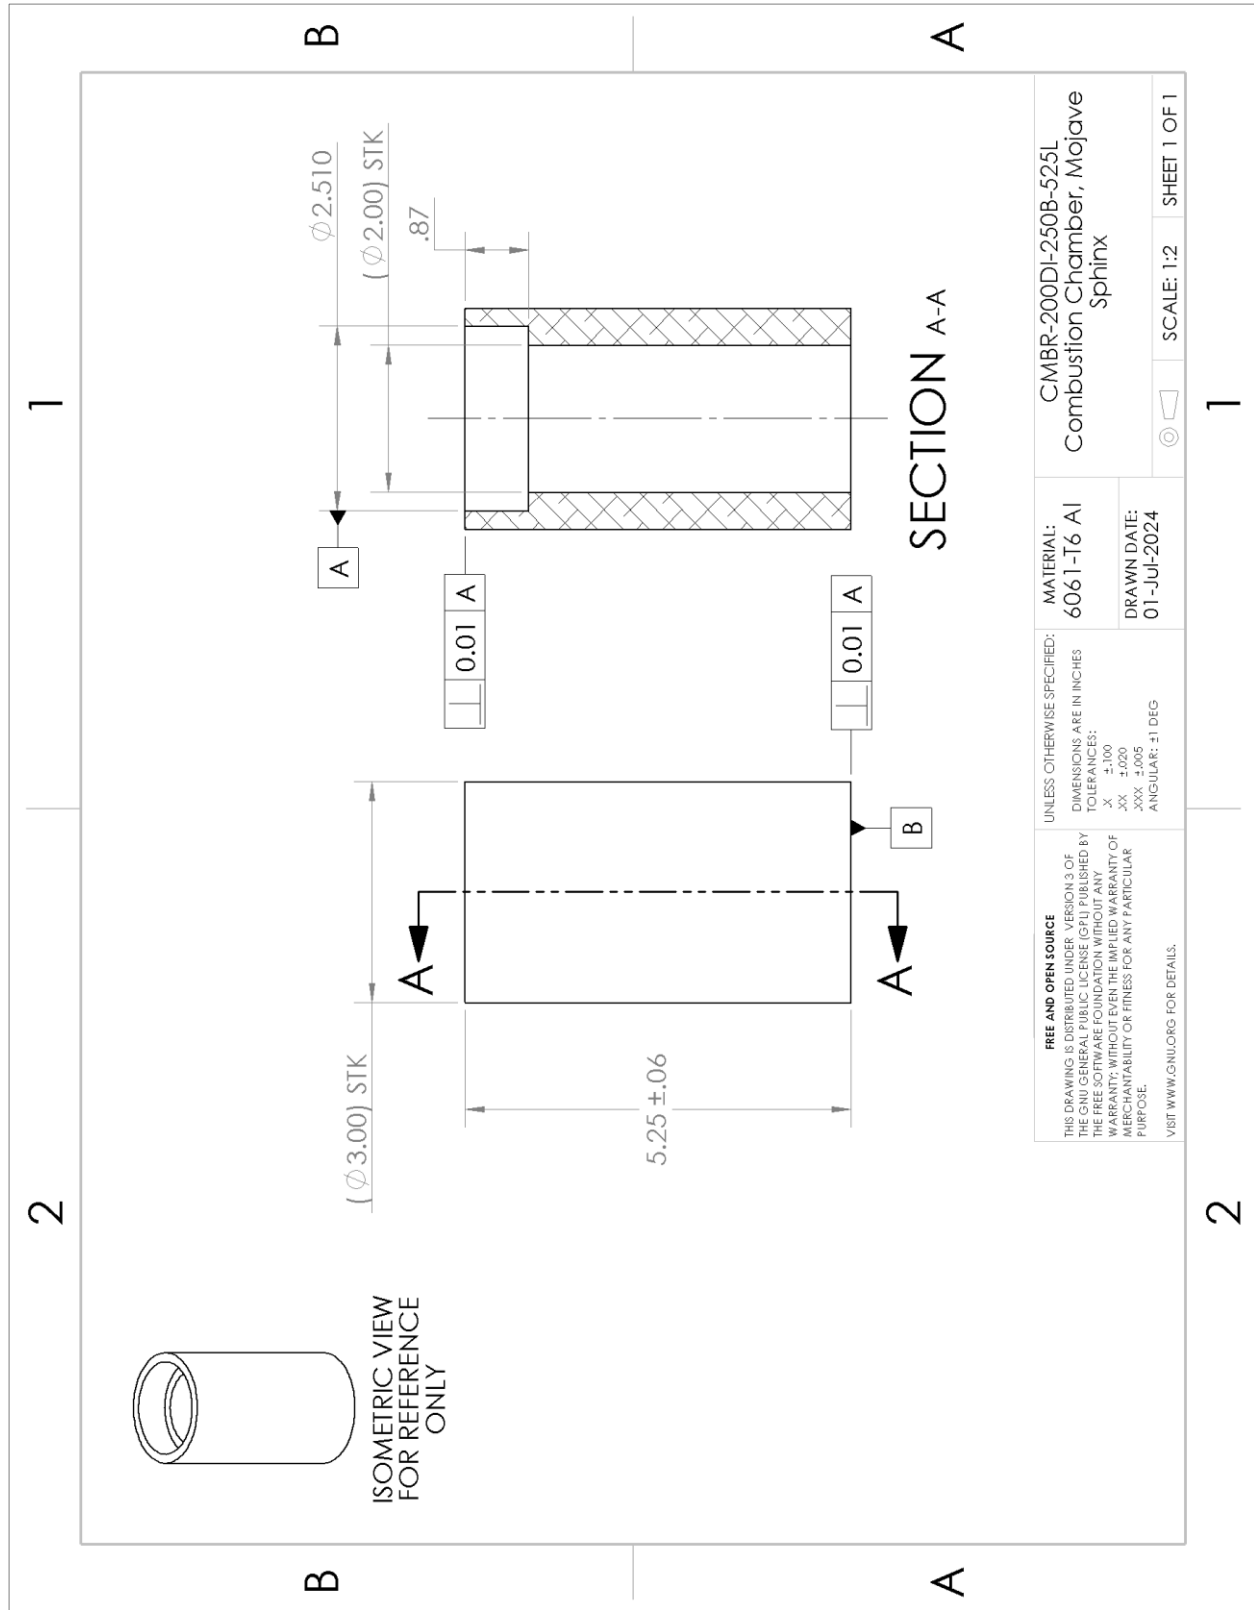 2
1
B
B
A
A
2
1
ISOMETRIC VIEW
FOR REFERENCE
ONLY
(∅3.00) STK
5.25 ±.06
A
A
B
A
∅2.510
(∅2.00) STK
.87
⊥ 0.01 A
⊥ 0.01 A
SECTION A-A
FREE AND OPEN SOURCE
THIS DRAWING IS DISTRIBUTED UNDER VERSION 3 OF
THE GNU GENERAL PUBLIC LICENSE (GPL) PUBLISHED BY
THE FREE SOFTWARE FOUNDATION WITHOUT ANY
WARRANTY; WITHOUT EVEN THE IMPLIED WARRANTY OF
MERCHANTABILITY OR FITNESS FOR ANY PARTICULAR
PURPOSE.
VISIT WWW.GNU.ORG FOR DETAILS.
UNLESS OTHERWISE SPECIFIED:
DIMENSIONS ARE IN INCHES
TOLERANCES:
.X ±.100
.XX ±.020
.XXX ±.005
ANGULAR: ±1 DEG
MATERIAL:
6061-T6 Al
DRAWN DATE:
01-Jul-2024
CMBR-200DI-250B-525L
Combustion Chamber, Mojave
Sphinx
SCALE: 1:2
SHEET 1 OF 1